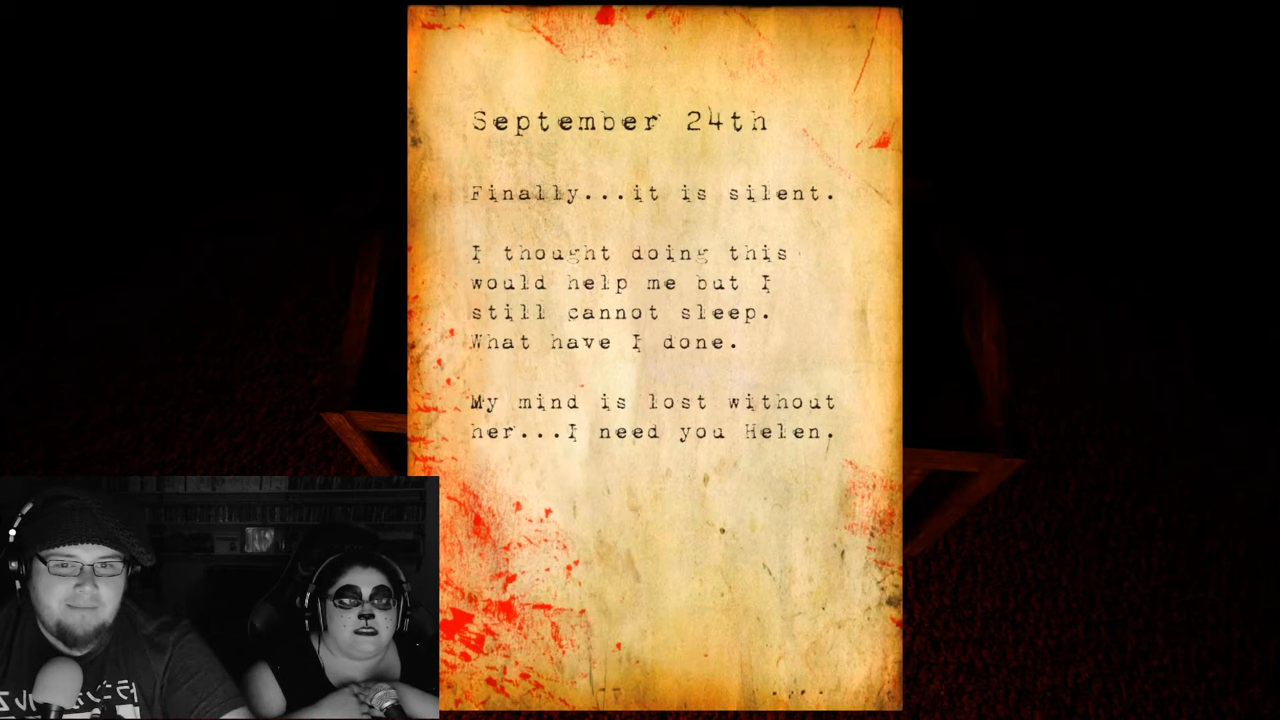 September 24th
Finally...it is silent.
I thought doing this
would help me but I
still cannot sleep.
What have I done.
My mind is lost without
her...I need you Helen.